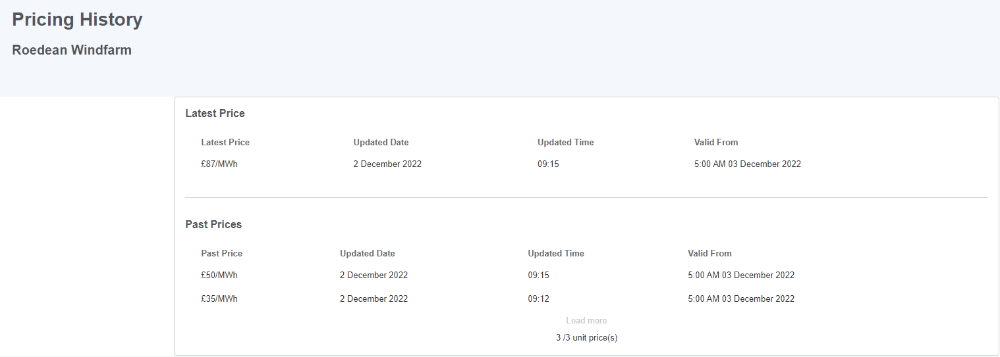 Pricing History
Roedean Windfarm
Latest Price
Latest Price Updated Date Updated Time Valid From
£87/MWh 2 December 2022 09:15 5:00 AM 03 December 2022
Past Prices
Past Price Updated Date Updated Time Valid From
£50/MWh 2 December 2022 09:15 5:00 AM 03 December 2022
£35/MWh 2 December 2022 09:12 5:00 AM 03 December 2022
Load more
3 /3 unit price(s)